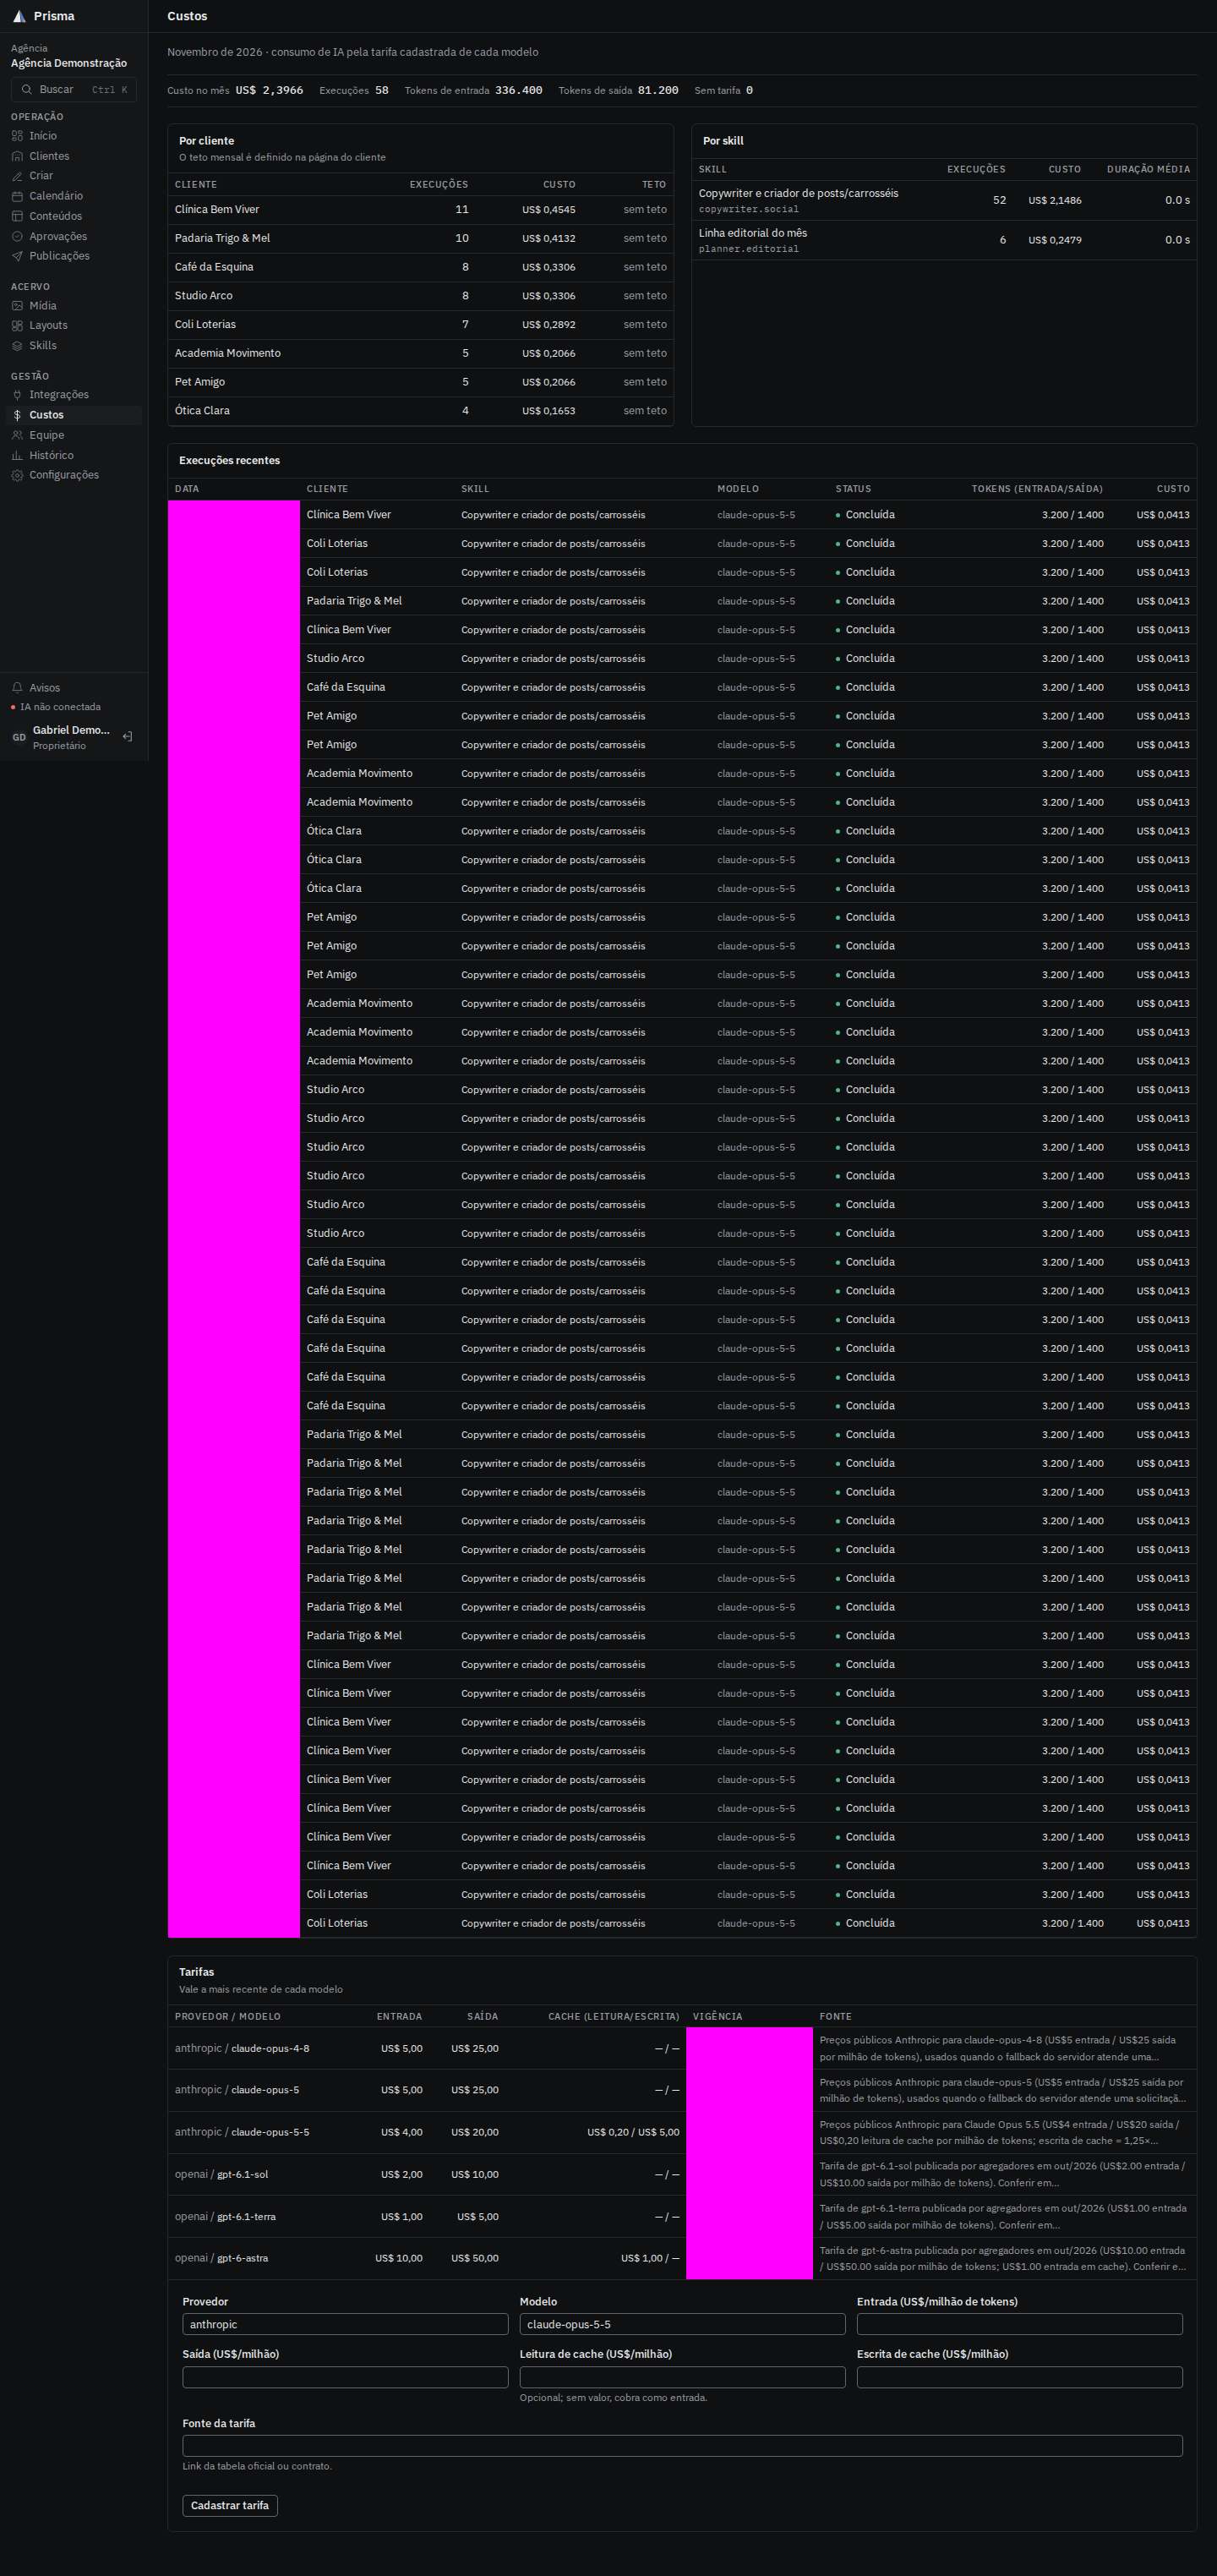 Prisma
Agência
Agência Demonstração
Buscar Ctrl K
OPERAÇÃO
Início
Clientes
Criar
Calendário
Conteúdos
Aprovações
Publicações
ACERVO
Mídia
Layouts
Skills
GESTÃO
Integrações
Custos
Equipe
Histórico
Configurações
Avisos
IA não conectada
GD Gabriel Demo...
Proprietário
Custos
Novembro de 2026 · consumo de IA pela tarifa cadastrada de cada modelo
Custo no mês US$ 2,3966 Execuções 58 Tokens de entrada 336.400 Tokens de saída 81.200 Sem tarifa 0
Por cliente
O teto mensal é definido na página do cliente
CLIENTE EXECUÇÕES CUSTO TETO
Clínica Bem Viver 11 US$ 0,4545 sem teto
Padaria Trigo & Mel 10 US$ 0,4132 sem teto
Café da Esquina 8 US$ 0,3306 sem teto
Studio Arco 8 US$ 0,3306 sem teto
Coli Loterias 7 US$ 0,2892 sem teto
Academia Movimento 5 US$ 0,2066 sem teto
Pet Amigo 5 US$ 0,2066 sem teto
Ótica Clara 4 US$ 0,1653 sem teto
Por skill
SKILL EXECUÇÕES CUSTO DURAÇÃO MÉDIA
Copywriter e criador de posts/carrosséis 52 US$ 2,1486 0.0 s
copywriter.social
Linha editorial do mês 6 US$ 0,2479 0.0 s
planner.editorial
Execuções recentes
DATA CLIENTE SKILL MODELO STATUS TOKENS (ENTRADA/SAÍDA) CUSTO
Clínica Bem Viver Copywriter e criador de posts/carrosséis claude-opus-5-5 Concluída 3.200 / 1.400 US$ 0,0413
Coli Loterias Copywriter e criador de posts/carrosséis claude-opus-5-5 Concluída 3.200 / 1.400 US$ 0,0413
Coli Loterias Copywriter e criador de posts/carrosséis claude-opus-5-5 Concluída 3.200 / 1.400 US$ 0,0413
Padaria Trigo & Mel Copywriter e criador de posts/carrosséis claude-opus-5-5 Concluída 3.200 / 1.400 US$ 0,0413
Clínica Bem Viver Copywriter e criador de posts/carrosséis claude-opus-5-5 Concluída 3.200 / 1.400 US$ 0,0413
Studio Arco Copywriter e criador de posts/carrosséis claude-opus-5-5 Concluída 3.200 / 1.400 US$ 0,0413
Café da Esquina Copywriter e criador de posts/carrosséis claude-opus-5-5 Concluída 3.200 / 1.400 US$ 0,0413
Pet Amigo Copywriter e criador de posts/carrosséis claude-opus-5-5 Concluída 3.200 / 1.400 US$ 0,0413
Pet Amigo Copywriter e criador de posts/carrosséis claude-opus-5-5 Concluída 3.200 / 1.400 US$ 0,0413
Academia Movimento Copywriter e criador de posts/carrosséis claude-opus-5-5 Concluída 3.200 / 1.400 US$ 0,0413
Academia Movimento Copywriter e criador de posts/carrosséis claude-opus-5-5 Concluída 3.200 / 1.400 US$ 0,0413
Ótica Clara Copywriter e criador de posts/carrosséis claude-opus-5-5 Concluída 3.200 / 1.400 US$ 0,0413
Ótica Clara Copywriter e criador de posts/carrosséis claude-opus-5-5 Concluída 3.200 / 1.400 US$ 0,0413
Ótica Clara Copywriter e criador de posts/carrosséis claude-opus-5-5 Concluída 3.200 / 1.400 US$ 0,0413
Pet Amigo Copywriter e criador de posts/carrosséis claude-opus-5-5 Concluída 3.200 / 1.400 US$ 0,0413
Pet Amigo Copywriter e criador de posts/carrosséis claude-opus-5-5 Concluída 3.200 / 1.400 US$ 0,0413
Pet Amigo Copywriter e criador de posts/carrosséis claude-opus-5-5 Concluída 3.200 / 1.400 US$ 0,0413
Academia Movimento Copywriter e criador de posts/carrosséis claude-opus-5-5 Concluída 3.200 / 1.400 US$ 0,0413
Academia Movimento Copywriter e criador de posts/carrosséis claude-opus-5-5 Concluída 3.200 / 1.400 US$ 0,0413
Academia Movimento Copywriter e criador de posts/carrosséis claude-opus-5-5 Concluída 3.200 / 1.400 US$ 0,0413
Studio Arco Copywriter e criador de posts/carrosséis claude-opus-5-5 Concluída 3.200 / 1.400 US$ 0,0413
Studio Arco Copywriter e criador de posts/carrosséis claude-opus-5-5 Concluída 3.200 / 1.400 US$ 0,0413
Studio Arco Copywriter e criador de posts/carrosséis claude-opus-5-5 Concluída 3.200 / 1.400 US$ 0,0413
Studio Arco Copywriter e criador de posts/carrosséis claude-opus-5-5 Concluída 3.200 / 1.400 US$ 0,0413
Studio Arco Copywriter e criador de posts/carrosséis claude-opus-5-5 Concluída 3.200 / 1.400 US$ 0,0413
Studio Arco Copywriter e criador de posts/carrosséis claude-opus-5-5 Concluída 3.200 / 1.400 US$ 0,0413
Café da Esquina Copywriter e criador de posts/carrosséis claude-opus-5-5 Concluída 3.200 / 1.400 US$ 0,0413
Café da Esquina Copywriter e criador de posts/carrosséis claude-opus-5-5 Concluída 3.200 / 1.400 US$ 0,0413
Café da Esquina Copywriter e criador de posts/carrosséis claude-opus-5-5 Concluída 3.200 / 1.400 US$ 0,0413
Café da Esquina Copywriter e criador de posts/carrosséis claude-opus-5-5 Concluída 3.200 / 1.400 US$ 0,0413
Café da Esquina Copywriter e criador de posts/carrosséis claude-opus-5-5 Concluída 3.200 / 1.400 US$ 0,0413
Café da Esquina Copywriter e criador de posts/carrosséis claude-opus-5-5 Concluída 3.200 / 1.400 US$ 0,0413
Padaria Trigo & Mel Copywriter e criador de posts/carrosséis claude-opus-5-5 Concluída 3.200 / 1.400 US$ 0,0413
Padaria Trigo & Mel Copywriter e criador de posts/carrosséis claude-opus-5-5 Concluída 3.200 / 1.400 US$ 0,0413
Padaria Trigo & Mel Copywriter e criador de posts/carrosséis claude-opus-5-5 Concluída 3.200 / 1.400 US$ 0,0413
Padaria Trigo & Mel Copywriter e criador de posts/carrosséis claude-opus-5-5 Concluída 3.200 / 1.400 US$ 0,0413
Padaria Trigo & Mel Copywriter e criador de posts/carrosséis claude-opus-5-5 Concluída 3.200 / 1.400 US$ 0,0413
Padaria Trigo & Mel Copywriter e criador de posts/carrosséis claude-opus-5-5 Concluída 3.200 / 1.400 US$ 0,0413
Padaria Trigo & Mel Copywriter e criador de posts/carrosséis claude-opus-5-5 Concluída 3.200 / 1.400 US$ 0,0413
Padaria Trigo & Mel Copywriter e criador de posts/carrosséis claude-opus-5-5 Concluída 3.200 / 1.400 US$ 0,0413
Clínica Bem Viver Copywriter e criador de posts/carrosséis claude-opus-5-5 Concluída 3.200 / 1.400 US$ 0,0413
Clínica Bem Viver Copywriter e criador de posts/carrosséis claude-opus-5-5 Concluída 3.200 / 1.400 US$ 0,0413
Clínica Bem Viver Copywriter e criador de posts/carrosséis claude-opus-5-5 Concluída 3.200 / 1.400 US$ 0,0413
Clínica Bem Viver Copywriter e criador de posts/carrosséis claude-opus-5-5 Concluída 3.200 / 1.400 US$ 0,0413
Clínica Bem Viver Copywriter e criador de posts/carrosséis claude-opus-5-5 Concluída 3.200 / 1.400 US$ 0,0413
Clínica Bem Viver Copywriter e criador de posts/carrosséis claude-opus-5-5 Concluída 3.200 / 1.400 US$ 0,0413
Clínica Bem Viver Copywriter e criador de posts/carrosséis claude-opus-5-5 Concluída 3.200 / 1.400 US$ 0,0413
Clínica Bem Viver Copywriter e criador de posts/carrosséis claude-opus-5-5 Concluída 3.200 / 1.400 US$ 0,0413
Coli Loterias Copywriter e criador de posts/carrosséis claude-opus-5-5 Concluída 3.200 / 1.400 US$ 0,0413
Coli Loterias Copywriter e criador de posts/carrosséis claude-opus-5-5 Concluída 3.200 / 1.400 US$ 0,0413
Tarifas
Vale a mais recente de cada modelo
PROVEDOR / MODELO ENTRADA SAÍDA CACHE (LEITURA/ESCRITA) VIGÊNCIA FONTE
anthropic / claude-opus-4-8 US$ 5,00 US$ 25,00 — / — Preços públicos Anthropic para claude-opus-4-8 (US$5 entrada / US$25 saída
por milhão de tokens), usados quando o fallback do servidor atende uma...
anthropic / claude-opus-5 US$ 5,00 US$ 25,00 — / — Preços públicos Anthropic para claude-opus-5 (US$5 entrada / US$25 saída por
milhão de tokens), usados quando o fallback do servidor atende uma solicitaçã...
anthropic / claude-opus-5-5 US$ 4,00 US$ 20,00 US$ 0,20 / US$ 5,00 Preços públicos Anthropic para Claude Opus 5.5 (US$4 entrada / US$20 saída /
US$0,20 leitura de cache por milhão de tokens; escrita de cache = 1,25×...
openai / gpt-6.1-sol US$ 2,00 US$ 10,00 — / — Tarifa de gpt-6.1-sol publicada por agregadores em out/2026 (US$2.00 entrada /
US$10.00 saída por milhão de tokens). Conferir em...
openai / gpt-6.1-terra US$ 1,00 US$ 5,00 — / — Tarifa de gpt-6.1-terra publicada por agregadores em out/2026 (US$1.00 entrada
/ US$5.00 saída por milhão de tokens). Conferir em...
openai / gpt-6-astra US$ 10,00 US$ 50,00 US$ 1,00 / — Tarifa de gpt-6-astra publicada por agregadores em out/2026 (US$10.00 entrada
/ US$50.00 saída por milhão de tokens; US$1.00 entrada em cache). Conferir e...
Provedor Modelo Entrada (US$/milhão de tokens)
anthropic claude-opus-5-5
Saída (US$/milhão) Leitura de cache (US$/milhão) Escrita de cache (US$/milhão)
Opcional; sem valor, cobra como entrada.
Fonte da tarifa
Link da tabela oficial ou contrato.
Cadastrar tarifa